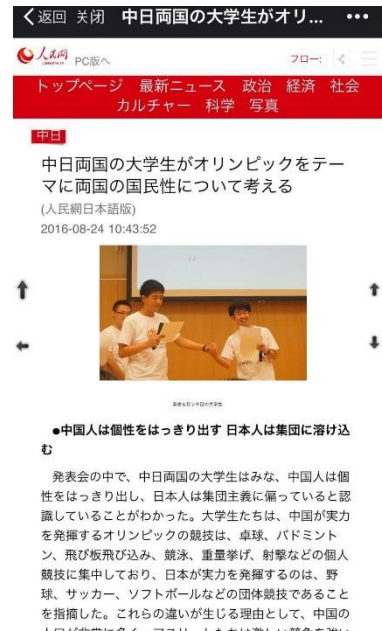 返回 关闭 中日両国の大学生がオリ... •••
人民网 PC版へ フロー:
トップページ 最新ニュース 政治 経済 社会
カルチャー 科学 写真
中日
中日両国の大学生がオリンピックをテー
マに両国の国民性について考える
(人民網日本語版)
2016-08-24 10:43:52
発表を行う中国の大学生
●中国人は個性をはっきり出す 日本人は集団に溶け込
む
発表会の中で、中日両国の大学生はみな、中国人は個
性をはっきり出し、日本人は集団主義に偏っていると認
識していることがわかった。大学生たちは、中国が実力
を発揮するオリンピックの競技は、卓球、バドミント
ン、飛び板飛び込み、競泳、重量挙げ、射撃などの個人
競技に集中しており、日本が実力を発揮するのは、野
球、サッカー、ソフトボールなどの団体競技であること
を指摘した。これらの違いが生じる理由として、中国の